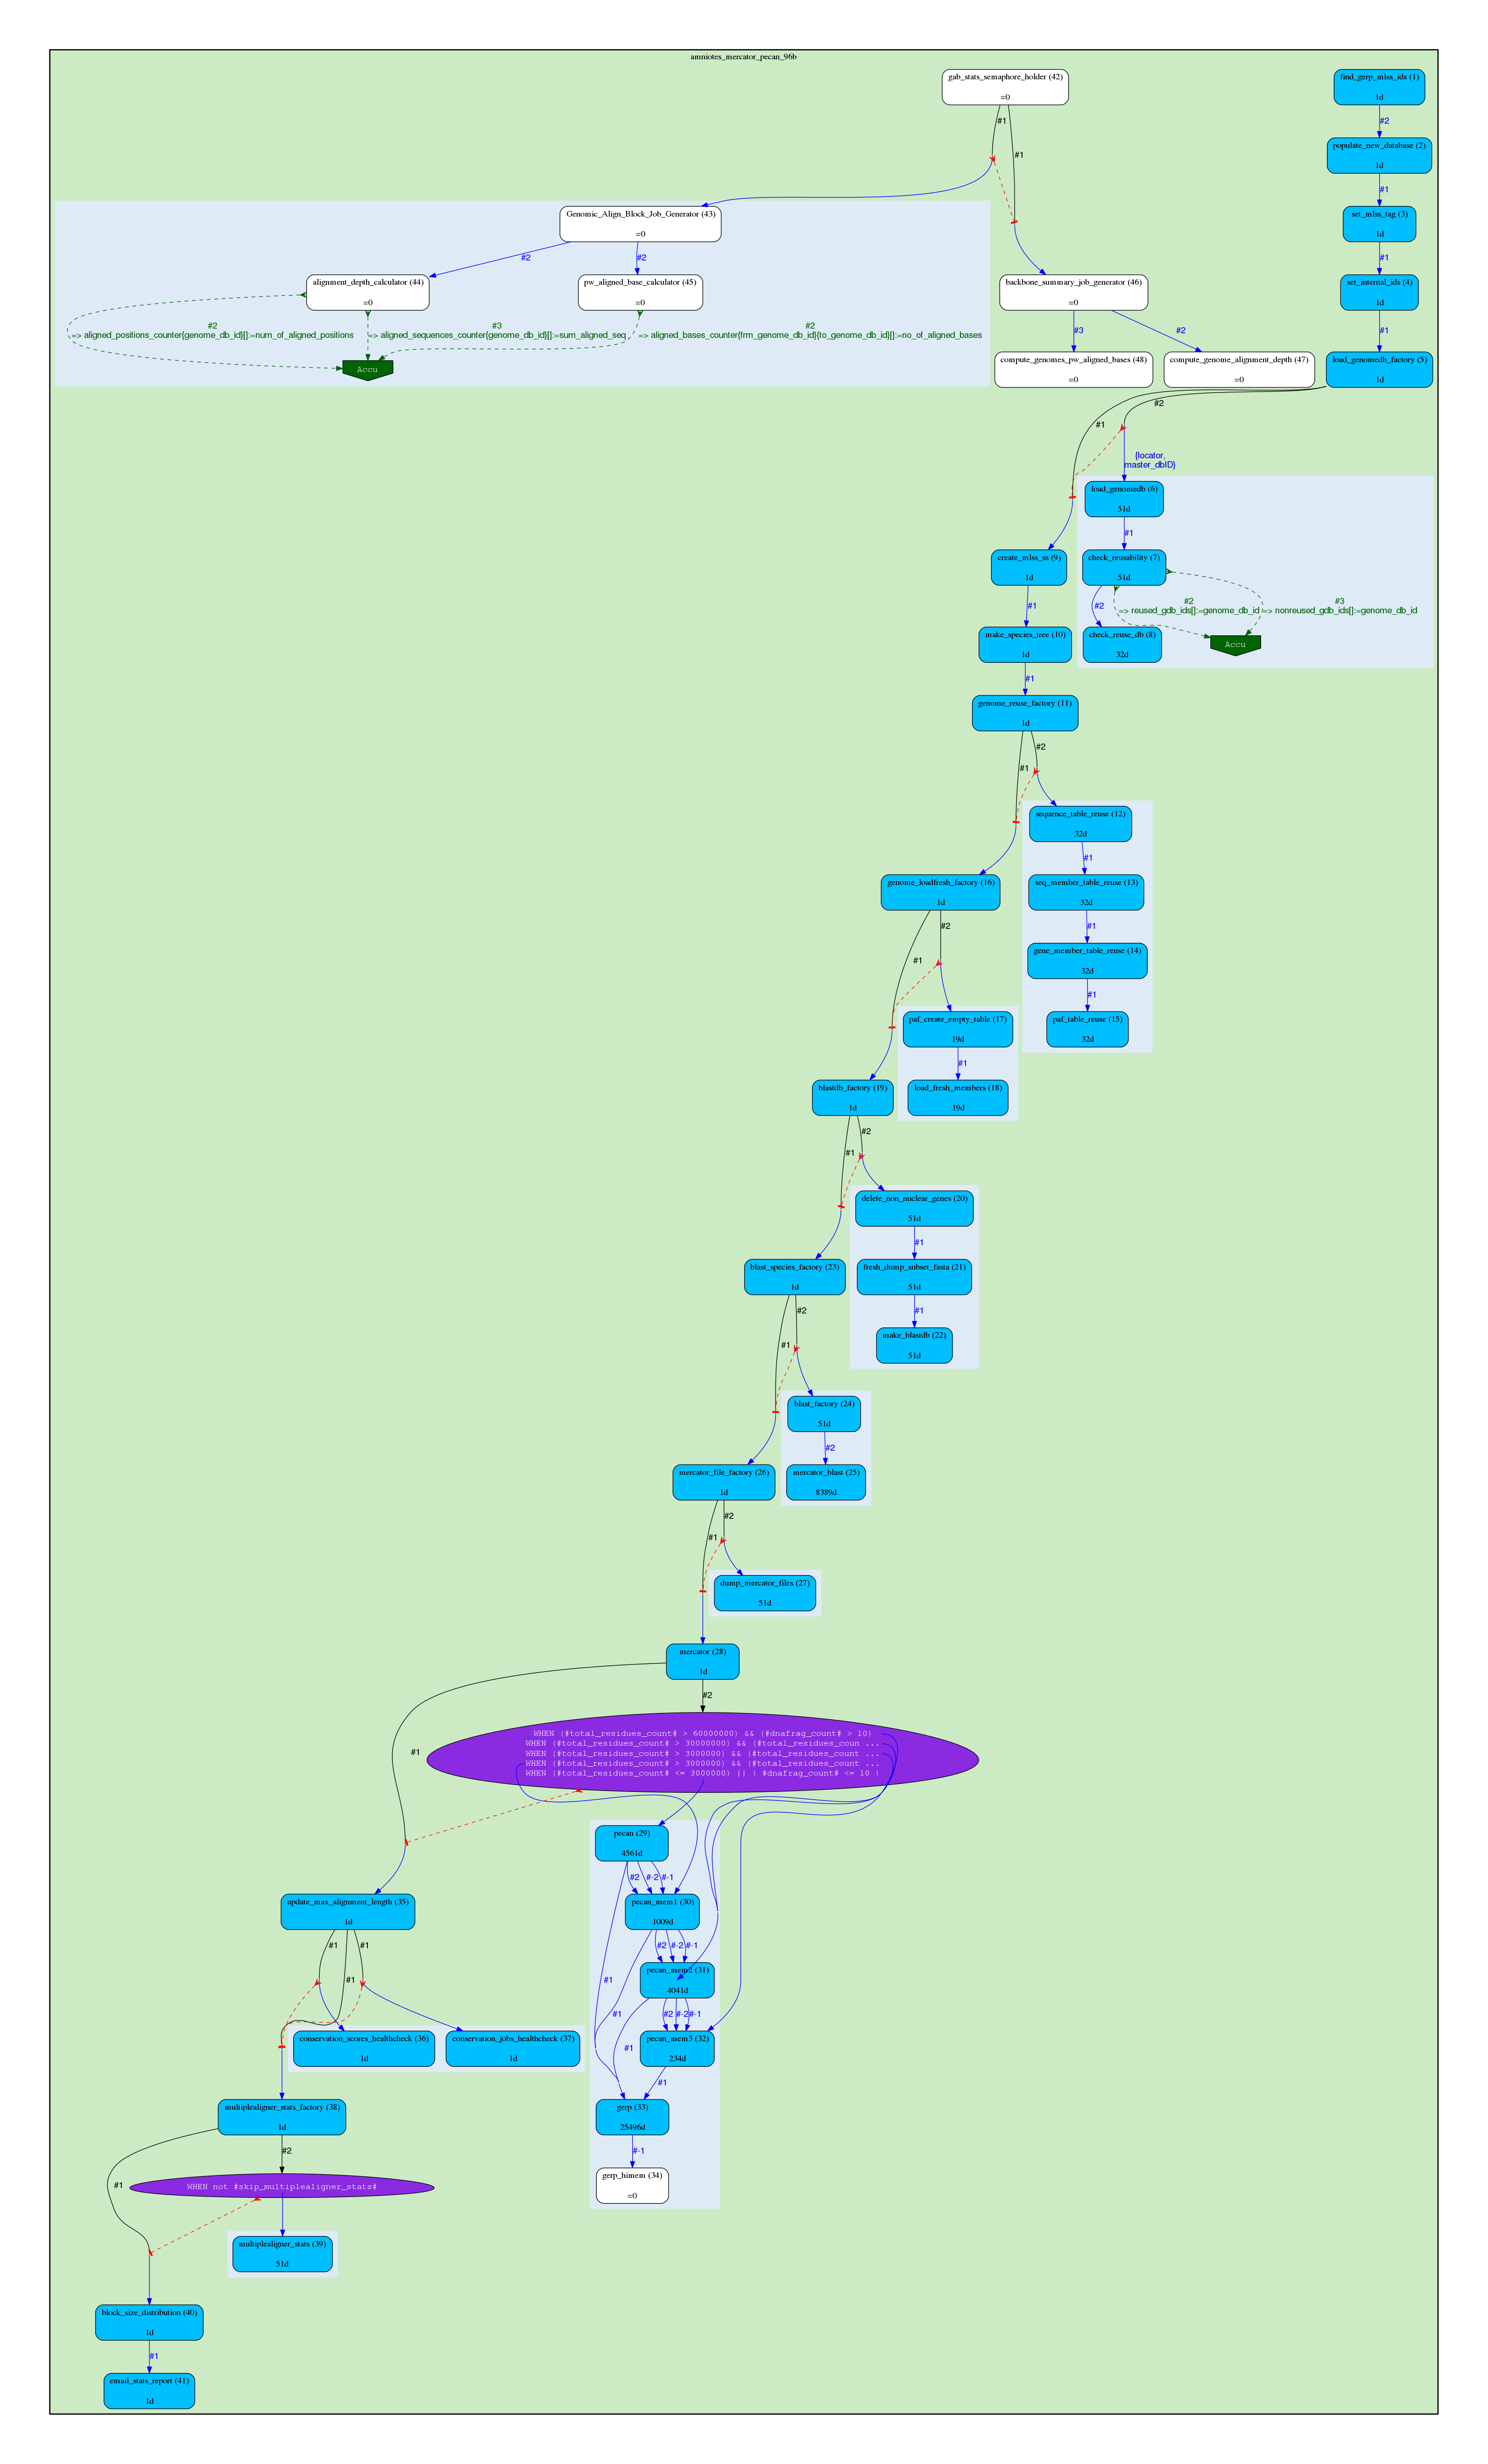 amniotes_mercator_pecan_96b
gab_stats_semaphore_holder (42)
=0
find_gerp_mlss_ids (1)
1d
#1
#2
populate_new_database (2)
1d
#1
#1
Genomic_Align_Block_Job_Generator (43)
=0
set_mlss_tag (3)
1d
#2
#2
#1
alignment_depth_calculator (44)
=0
pw_aligned_base_calculator (45)
=0
backbone_summary_job_generator (46)
=0
set_internal_ids (4)
1d
#2
=> aligned_positions_counter{genome_db_id}[]:=num_of_aligned_positions
#3
=> aligned_sequences_counter{genome_db_id}[]:=sum_aligned_seq
#2
=> aligned_bases_counter{frm_genome_db_id}{to_genome_db_id}[]:=no_of_aligned_bases
#3
#2
#1
Accu
compute_genomes_pw_aligned_bases (48)
=0
compute_genome_alignment_depth (47)
=0
load_genomedb_factory (5)
1d
#2
#1
{locator,
master_dbID}
load_genomedb (6)
51d
#1
create_mlss_ss (9)
1d
check_reusability (7)
51d
#1
#2
#2
=> reused_gdb_ids[]:=genome_db_id
#3
=> nonreused_gdb_ids[]:=genome_db_id
make_species_tree (10)
1d
check_reuse_db (8)
32d
Accu
#1
genome_reuse_factory (11)
1d
#2
#1
sequence_table_reuse (12)
32d
#1
genome_loadfresh_factory (16)
1d
seq_member_table_reuse (13)
32d
#2
#1
#1
gene_member_table_reuse (14)
32d
#1
paf_create_empty_table (17)
19d
paf_table_reuse (15)
32d
#1
blastdb_factory (19)
1d
load_fresh_members (18)
19d
#2
#1
delete_non_nuclear_genes (20)
51d
#1
blast_species_factory (23)
1d
fresh_dump_subset_fasta (21)
51d
#2
#1
#1
make_blastdb (22)
51d
blast_factory (24)
51d
#2
mercator_file_factory (26)
1d
mercator_blast (25)
8389d
#2
#1
dump_mercator_files (27)
51d
mercator (28)
1d
#2
#1
WHEN (#total_residues_count# > 60000000) && (#dnafrag_count# > 10)
WHEN (#total_residues_count# > 30000000) && (#total_residues_coun ...
WHEN (#total_residues_count# > 3000000) && (#total_residues_count ...
WHEN (#total_residues_count# > 3000000) && (#total_residues_count ...
WHEN (#total_residues_count# <= 3000000) || ( #dnafrag_count# <= 10 )
pecan (29)
4561d
#2
#-2
#-1
update_max_alignment_length (35)
1d
pecan_mem1 (30)
1009d
#1
#1
#2
#-2
#-1
#1
#1
pecan_mem2 (31)
4041d
#1
#2
#-2
#-1
conservation_scores_healthcheck (36)
1d
conservation_jobs_healthcheck (37)
1d
#1
pecan_mem3 (32)
234d
#1
multiplealigner_stats_factory (38)
1d
gerp (33)
25496d
#2
#-1
#1
WHEN not #skip_multiplealigner_stats#
gerp_himem (34)
=0
multiplealigner_stats (39)
51d
block_size_distribution (40)
1d
#1
email_stats_report (41)
1d